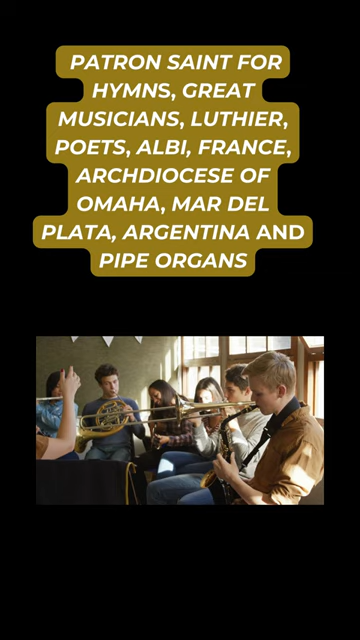 PATRON SAINT FOR
HYMNS, GREAT
MUSICIANS, LUTHIER,
POETS, ALBI, FRANCE,
ARCHDIOCESE OF
OMAHA, MAR DEL
PLATA, ARGENTINA AND
PIPE ORGANS